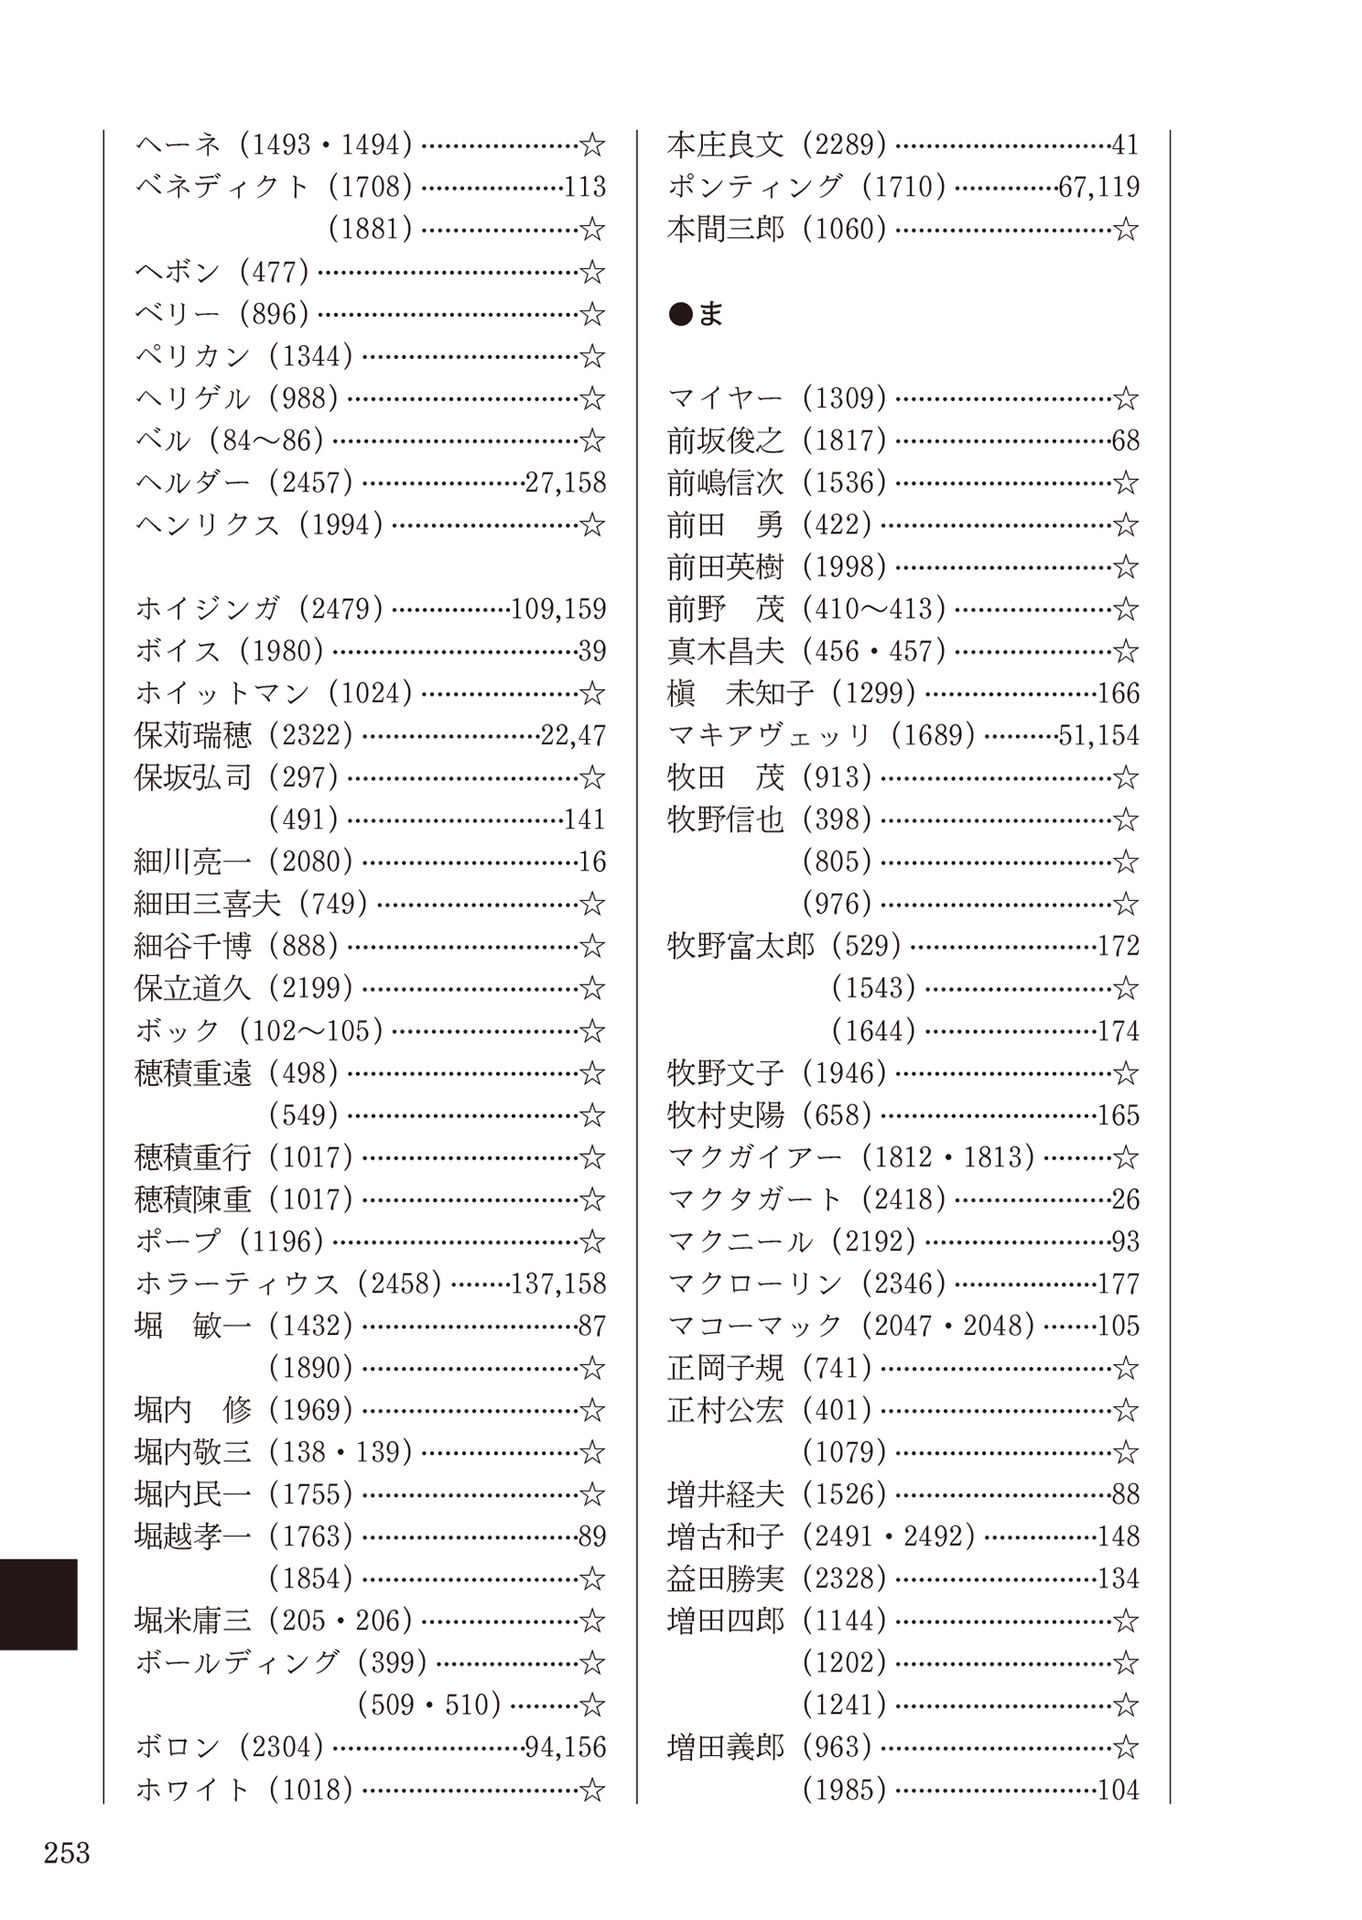 ヘーネ（1493・1494）…………………☆
ベネディクト（1708）………………113
（1881）…………………☆
ヘボン（477）……………………………☆
ベリー（896）……………………………☆
ペリカン（1344）………………………☆
ヘリゲル（988）…………………………☆
ベル（84〜86）…………………………☆
ヘルダー（2457）…………………27,158
ヘンリクス（1994）……………………☆
ホイジンガ（2479）……………109,159
ボイス（1980）…………………………39
ホイットマン（1024）…………………☆
保苅瑞穂（2322）…………………22,47
保坂弘司（297）…………………………☆
（491）………………………141
細川亮一（2080）………………………16
細田三喜夫（749）………………………☆
細谷千博（888）…………………………☆
保立道久（2199）………………………☆
ボック（102〜105）……………………☆
穂積重遠（498）…………………………☆
（549）…………………………☆
穂積重行（1017）………………………☆
穂積陳重（1017）………………………☆
ポープ（1196）…………………………☆
ホラーティウス（2458）………137,158
堀　敏一（1432）………………………87
（1890）………………………☆
堀内　修（1969）………………………☆
堀内敬三（138・139）…………………☆
堀内民一（1755）………………………☆
堀越孝一（1763）………………………89
（1854）………………………☆
堀米庸三（205・206）…………………☆
ボールディング（399）………………☆
（509・510）………☆
ボロン（2304）……………………94,156
ホワイト（1018）………………………☆
本庄良文（2289）………………………41
ポンティング（1710）……………67,119
本間三郎（1060）………………………☆
●ま
マイヤー（1309）………………………☆
前坂俊之（1817）………………………68
前嶋信次（1536）………………………☆
前田　勇（422）…………………………☆
前田英樹（1998）………………………☆
前野　茂（410〜413）…………………☆
真木昌夫（456・457）…………………☆
槇　未知子（1299）…………………166
マキアヴェッリ（1689）………51,154
牧田　茂（913）…………………………☆
牧野信也（398）…………………………☆
（805）…………………………☆
（976）…………………………☆
牧野富太郎（529）……………………172
（1543）……………………☆
（1644）…………………174
牧野文子（1946）………………………☆
牧村史陽（658）………………………165
マクガイアー（1812・1813）………☆
マクタガート（2418）…………………26
マクニール（2192）……………………93
マクローリン（2346）………………177
マコーマック（2047・2048）……105
正岡子規（741）…………………………☆
正村公宏（401）…………………………☆
（1079）………………………☆
増井経夫（1526）………………………88
増古和子（2491・2492）……………148
益田勝実（2328）……………………134
増田四郎（1144）………………………☆
（1202）………………………☆
（1241）………………………☆
増田義郎（963）…………………………☆
（1985）……………………104
253